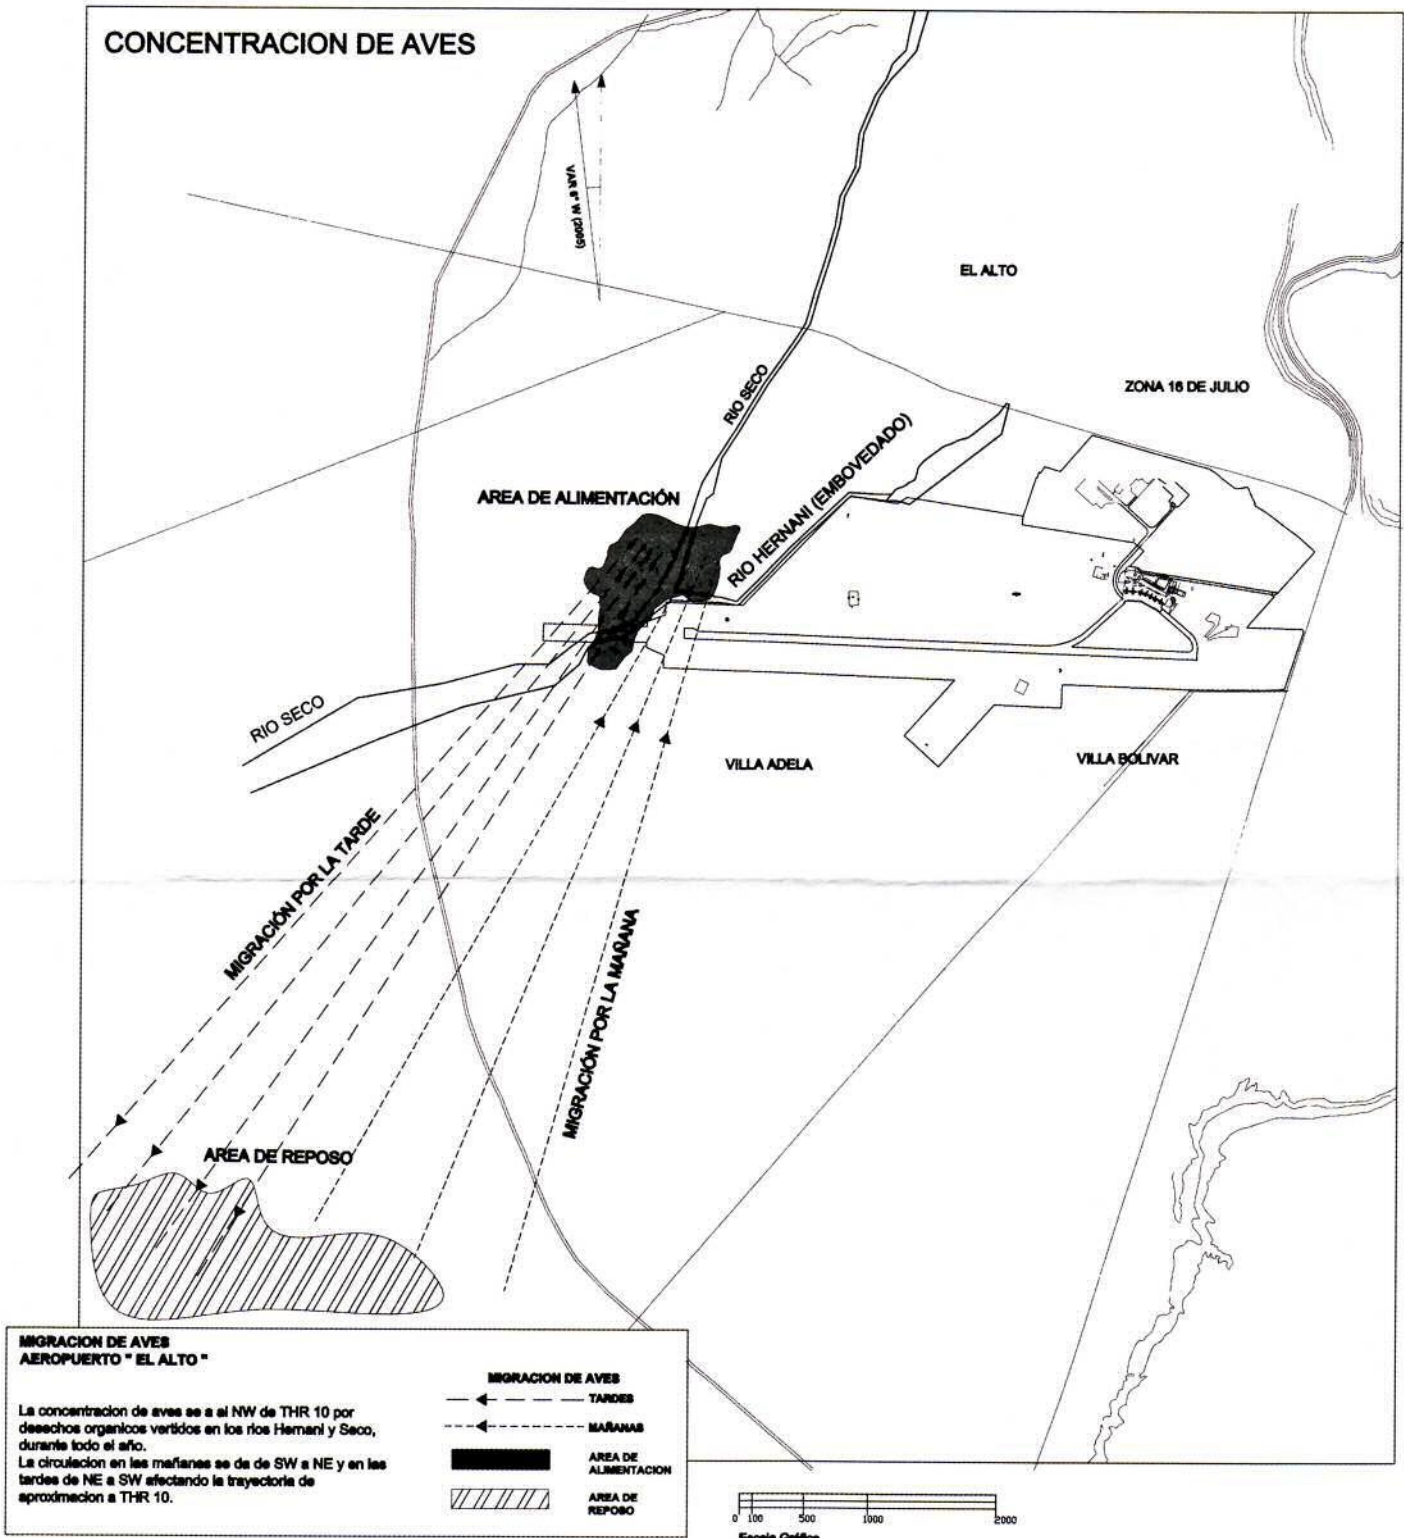 CONCENTRACION DE AVES
VAR 6° W (2005)
EL ALTO
ZONA 16 DE JULIO
RIO SECO
RIO HERNANI (EMBOVEDADO)
AREA DE ALIMENTACIÓN
RIO SECO
VILLA ADELA
VILLA BOLIVAR
MIGRACIÓN POR LA TARDE
MIGRACIÓN POR LA MAÑANA
AREA DE REPOSO
MIGRACION DE AVES
AEROPUERTO " EL ALTO "
La concentracion de aves se a al NW de THR 10 por
desechos organicos vertidos en los rios Hernani y Seco,
durante todo el año.
La circulacion en las mañanas se da de SW a NE y en las
tardes de NE a SW afectando la trayectoria de
aproximacion a THR 10.
MIGRACION DE AVES
TARDES
MAÑANAS
AREA DE
ALIMENTACION
AREA DE
REPOSO
0 100 500 1000 2000
Escala Gráfica